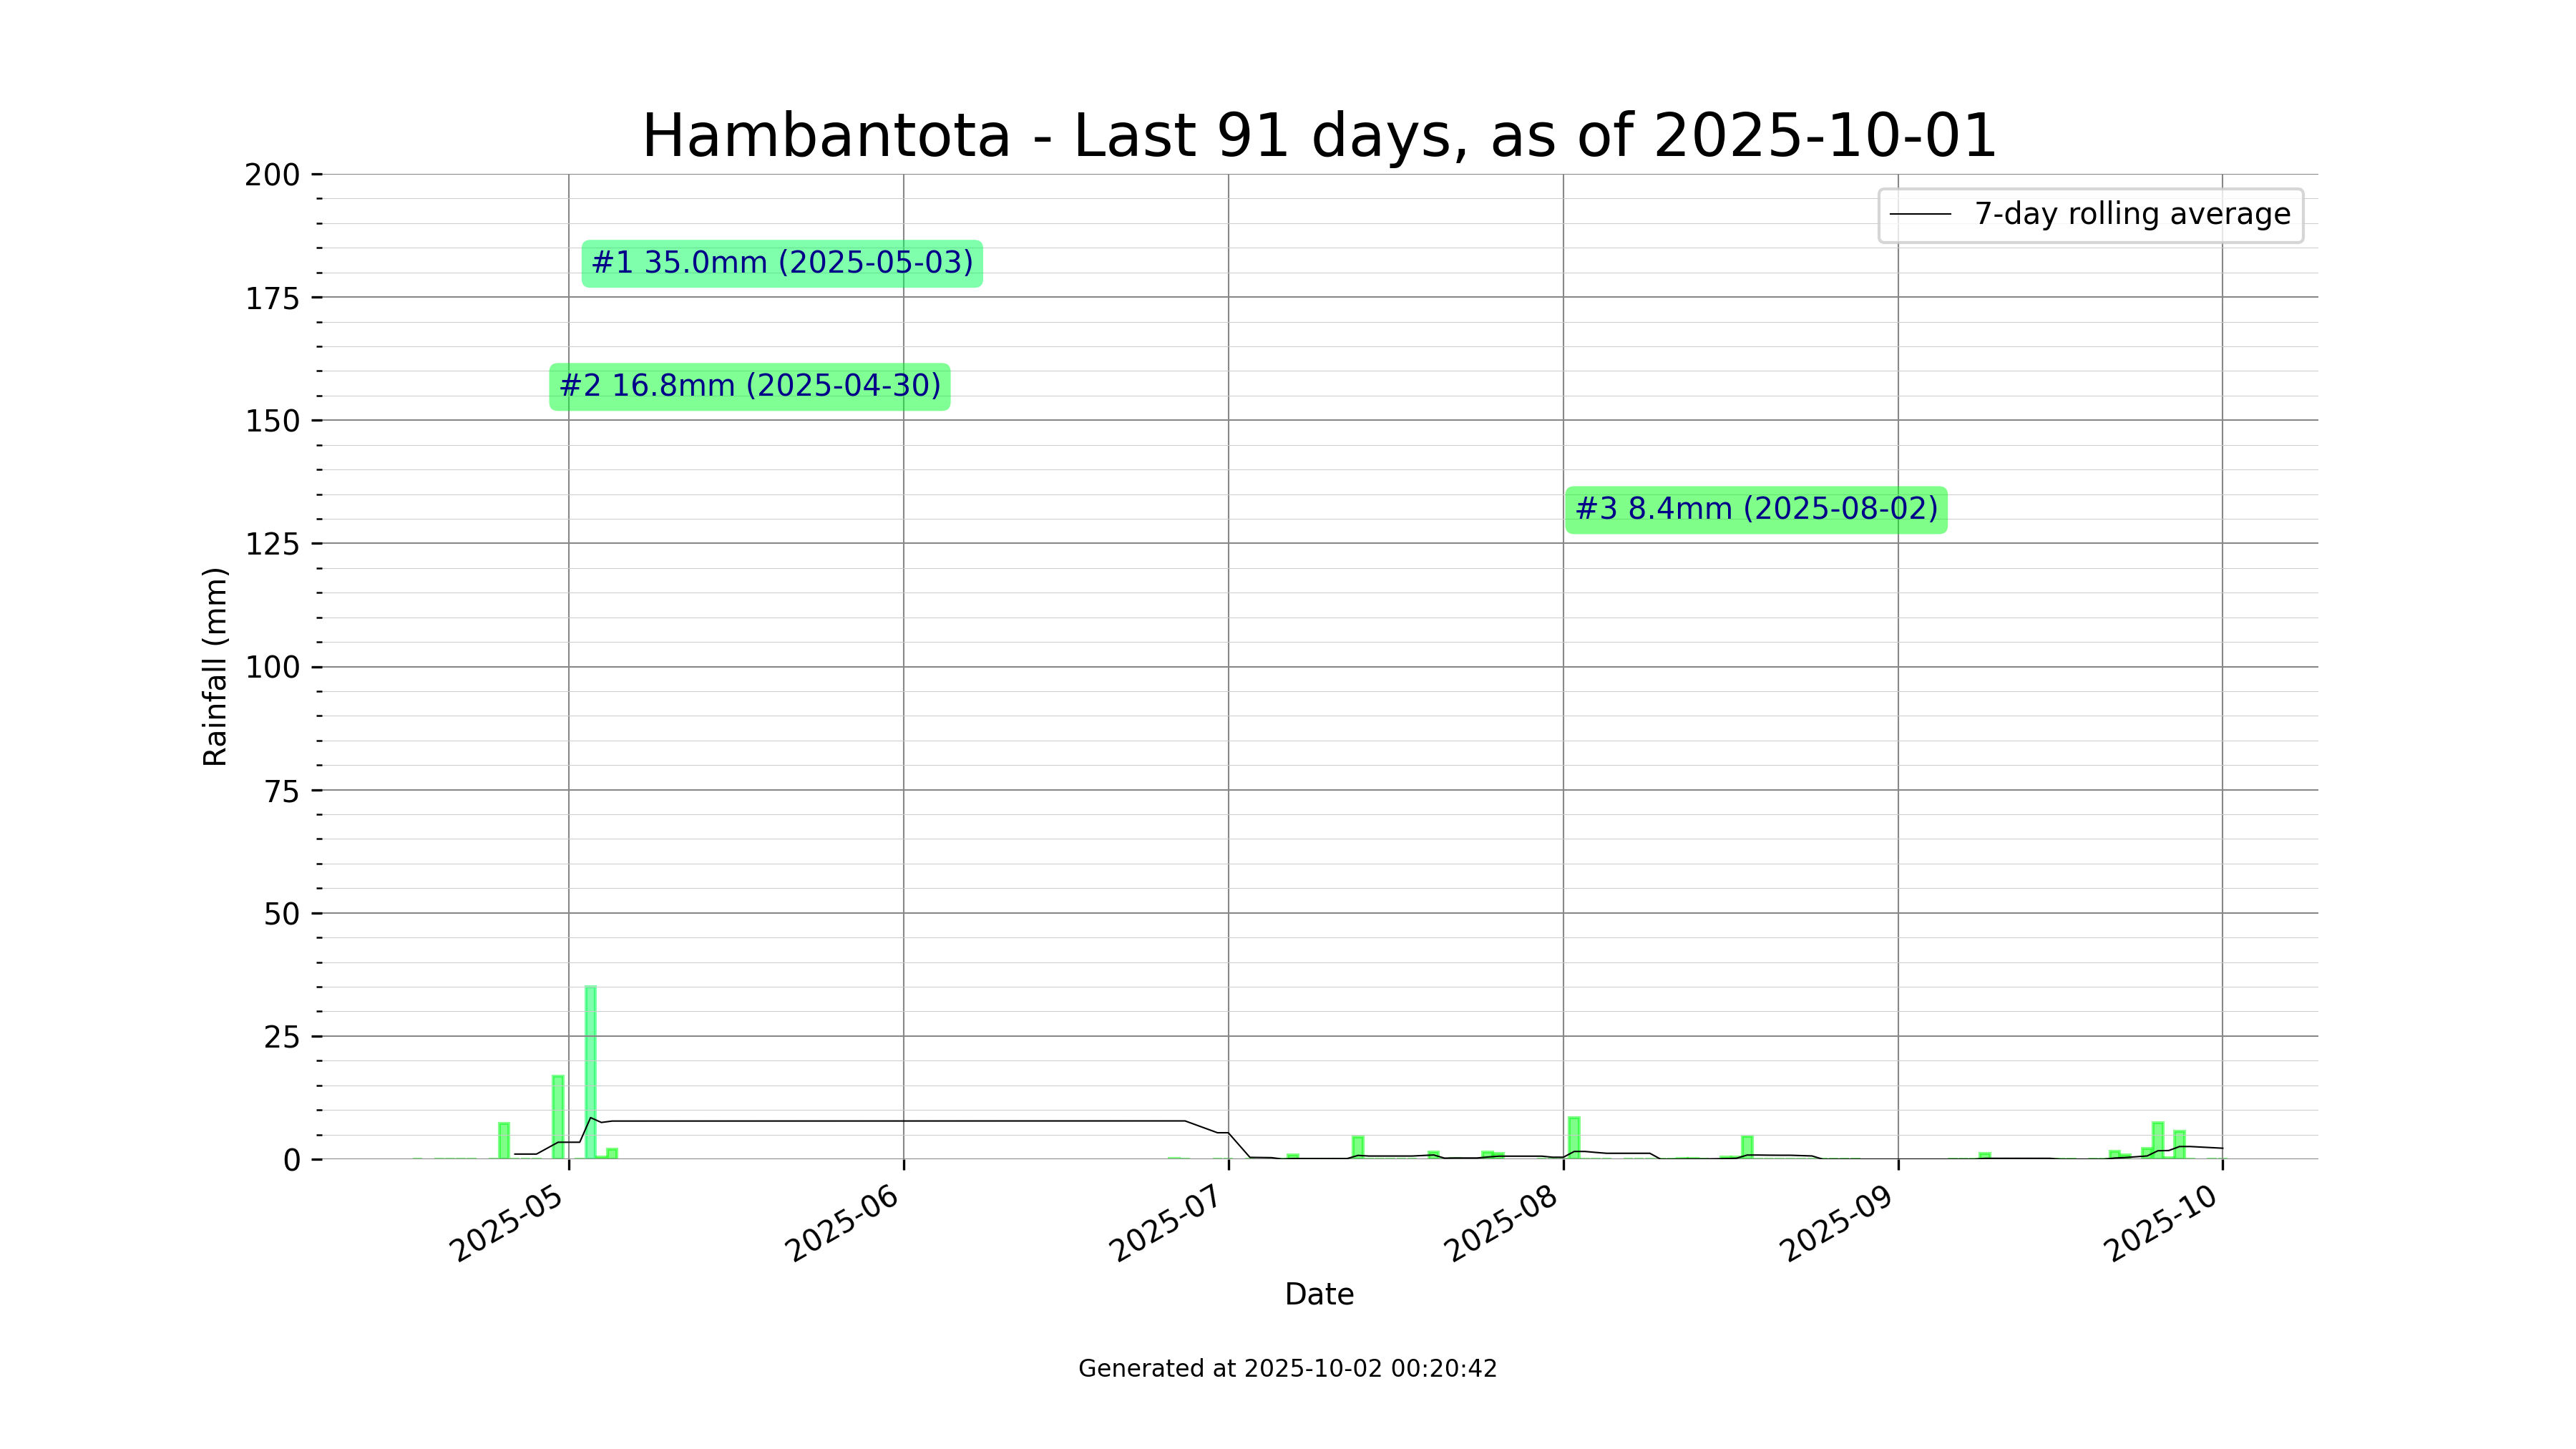 Hambantota - Last 91 days, as of 2025-10-01
200
175
150
125
100
75
50
25
0
Rainfall (mm)
7-day rolling average
#1 35.0mm (2025-05-03)
#2 16.8mm (2025-04-30)
#3 8.4mm (2025-08-02)
2025-05
2025-06
2025-07
2025-08
2025-09
2025-10
Date
Generated at 2025-10-02 00:20:42